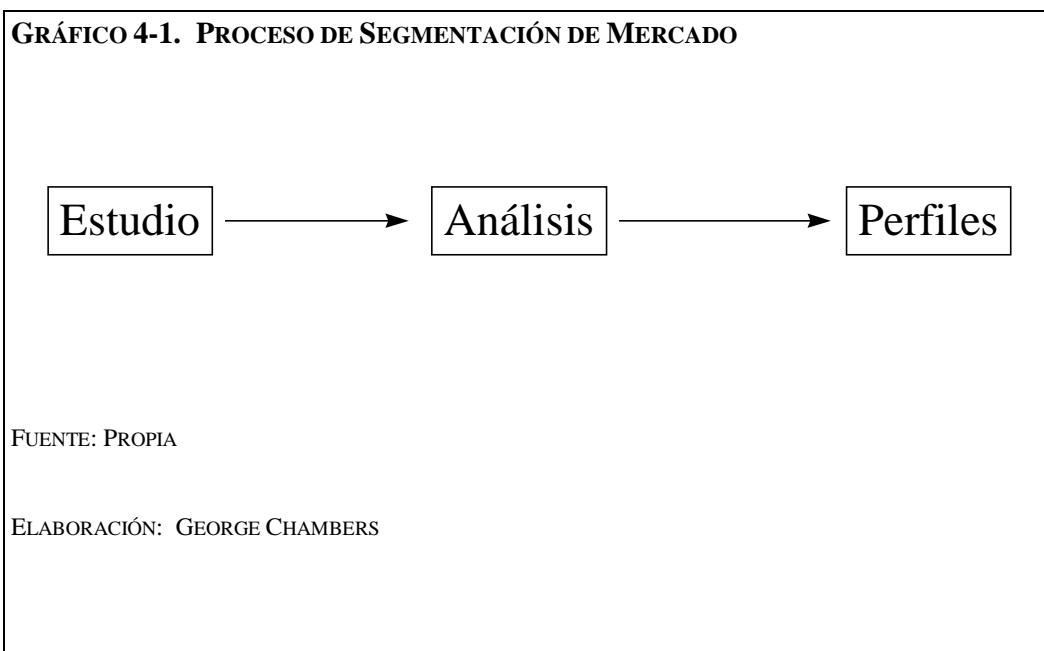 GRÁFICO 4-1. PROCESO DE SEGMENTACIÓN DE MERCADO
Estudio Análisis Perfiles
FUENTE: PROPIA
ELABORACIÓN: GEORGE CHAMBERS